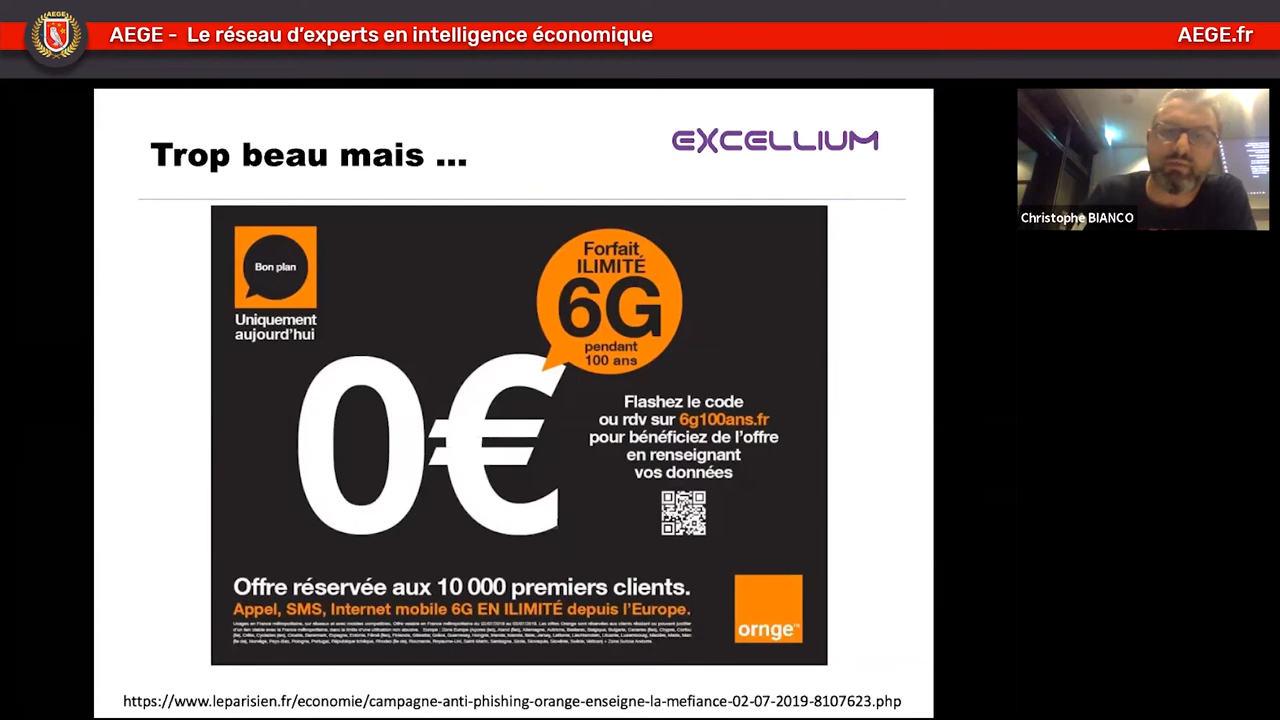 AEGE
AEGE - Le réseau d'experts en intelligence économique
AEGE.fr
Trop beau mais ...
EXCELLIUM
Christophe BIANCO
Bon plan
Uniquement
aujourd'hui
Forfait
ILIMITÉ
6G
pendant
100 ans
0€
Flashez le code
ou rdv sur 6g100ans.fr
pour bénéficiez de l'offre
en renseignant
vos données
Offre réservée aux 10 000 premiers clients.
Appel, SMS, Internet mobile 6G EN ILIMITÉ depuis l'Europe.
ornge™
https://www.leparisien.fr/economie/campagne-anti-phishing-orange-enseigne-la-mefiance-02-07-2019-8107623.php